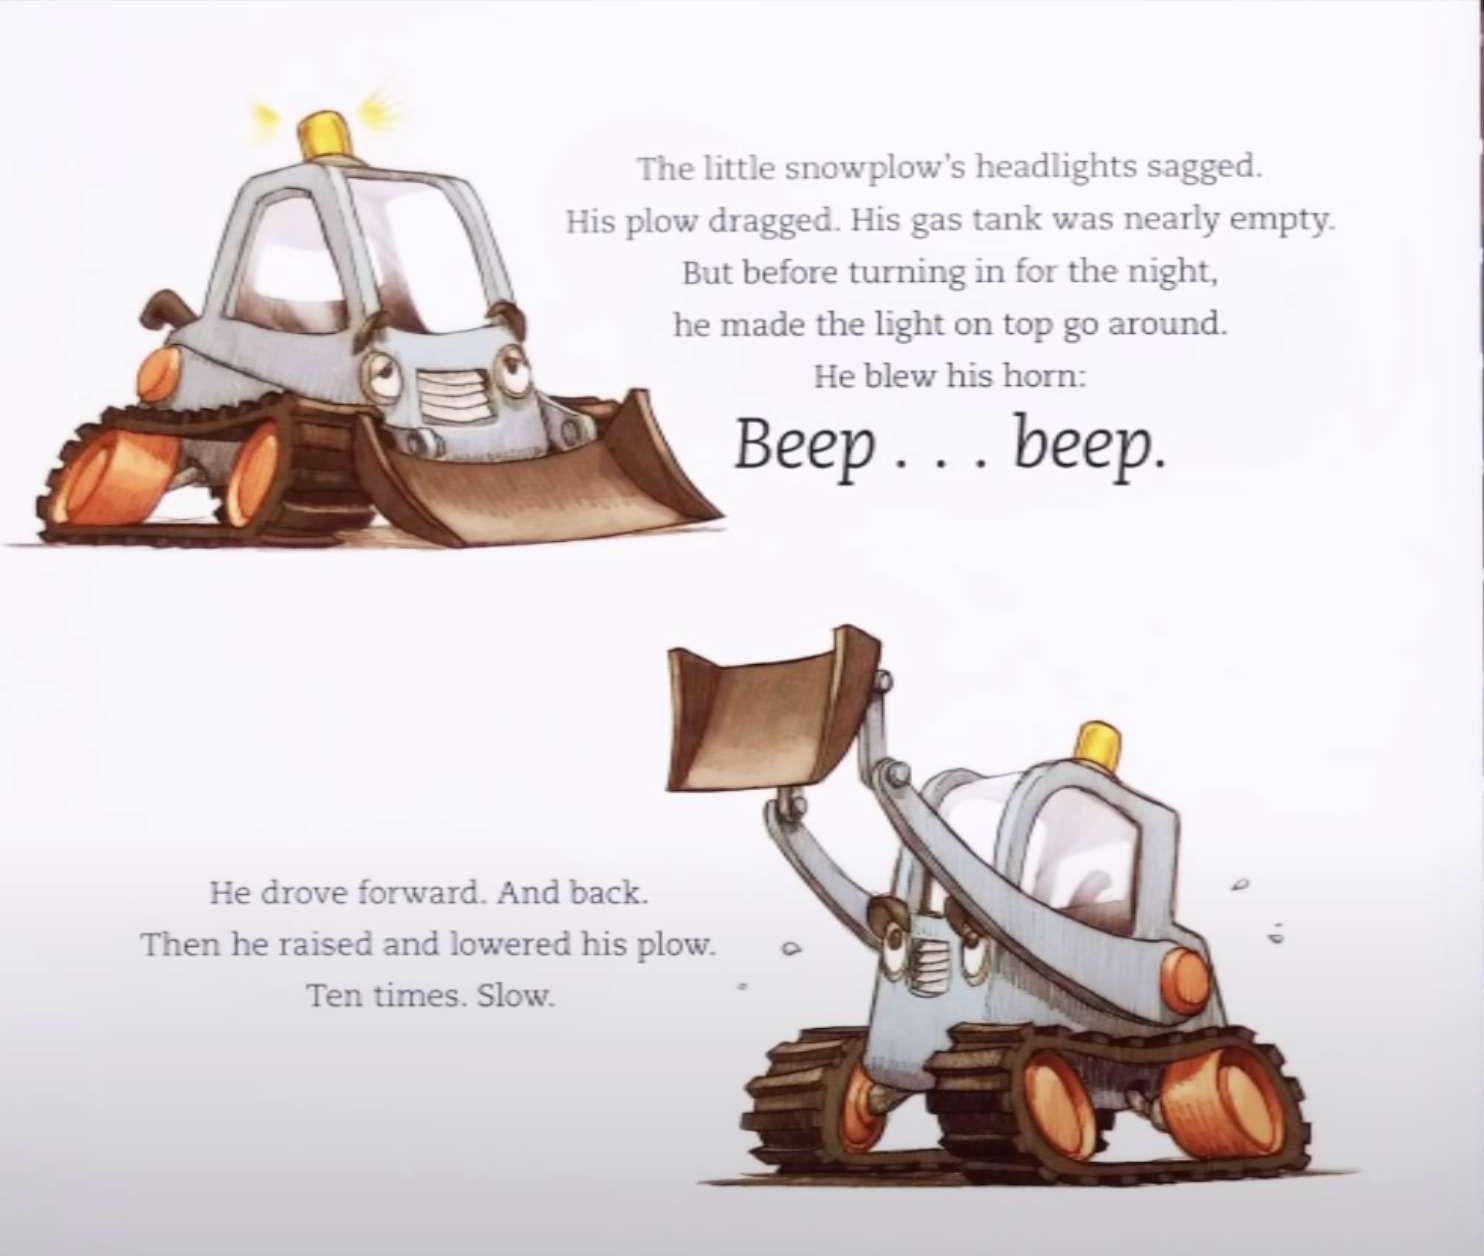 The little snowplow's headlights sagged.
His plow dragged. His gas tank was nearly empty.
But before turning in for the night,
he made the light on top go around.
He blew his horn:
Beep . . . beep.
He drove forward. And back.
Then he raised and lowered his plow.
Ten times. Slow.